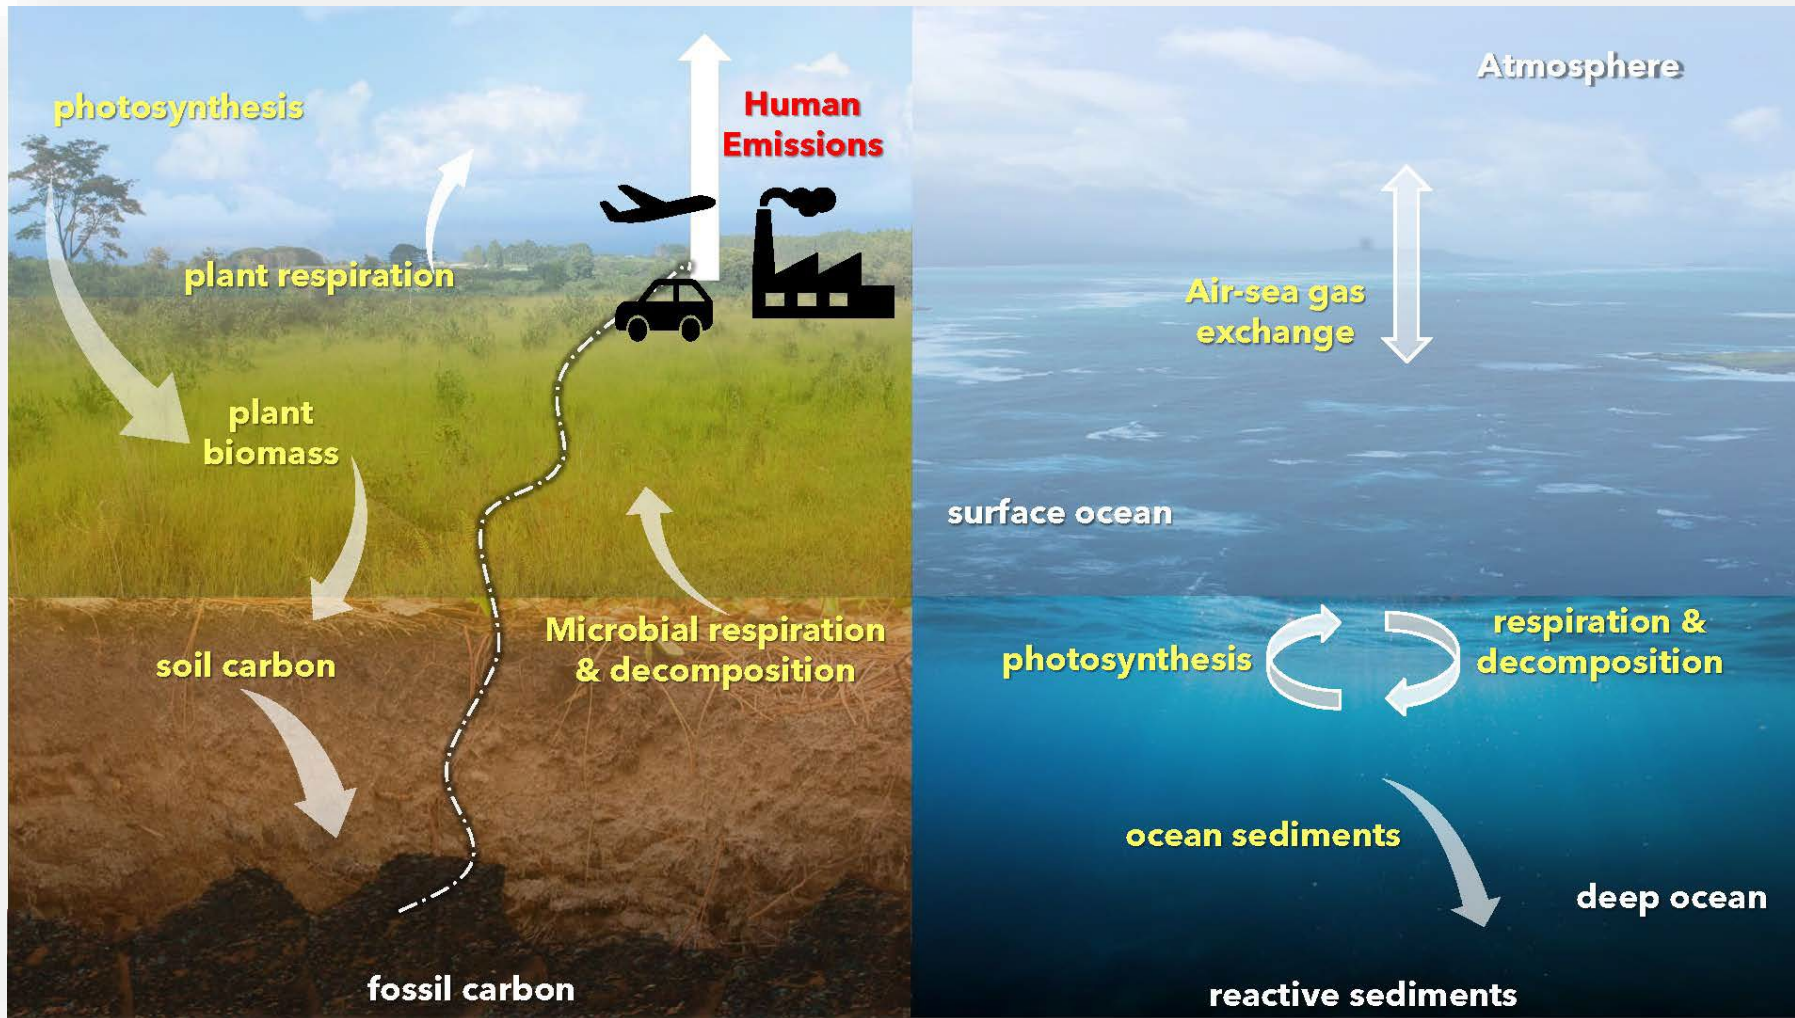 photosynthesis
Human
Emissions
plant respiration
plant
biomass
soil carbon
Microbial respiration
& decomposition
fossil carbon
Atmosphere
Air-sea gas
exchange
surface ocean
photosynthesis
respiration &
decomposition
ocean sediments
deep ocean
reactive sediments